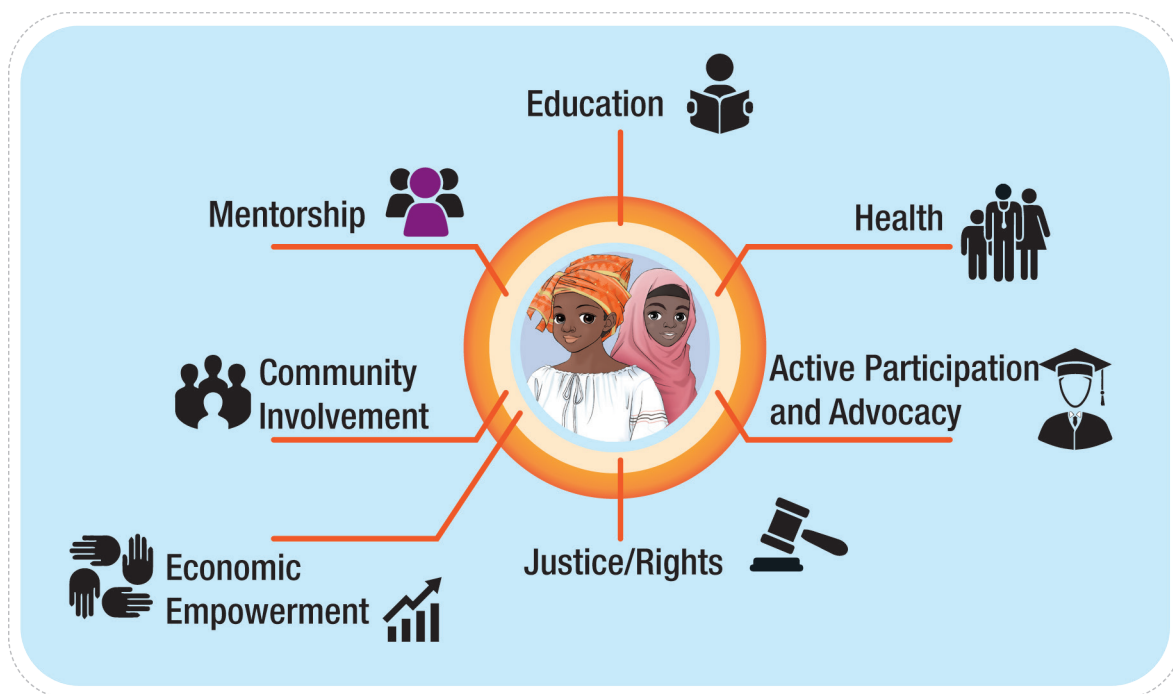 Education
Mentorship
Health
Community
Involvement
Active Participation
and Advocacy
Justice/Rights
Economic
Empowerment